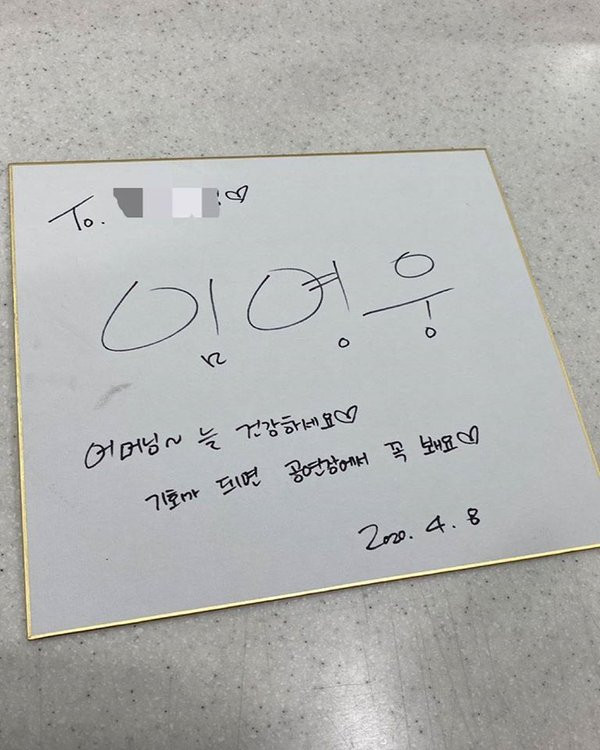 To. ♡
임영웅
어머님~ 늘 건강하세요♡
기회가 되면 공연장에서 꼭 봬요♡
2020. 4. 8